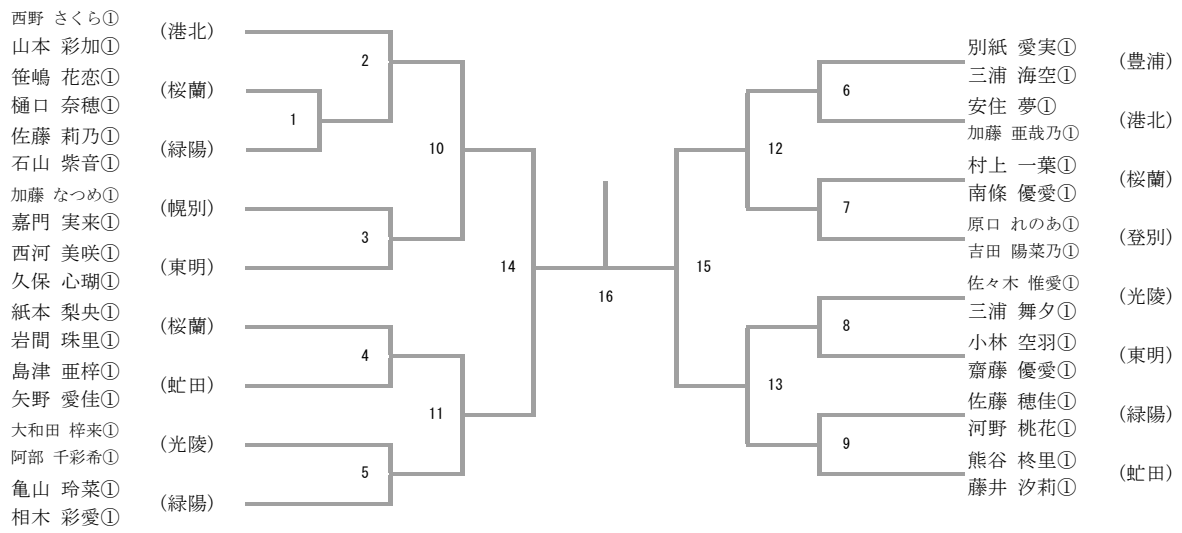 西野 さくら①
山本 彩加①
(港北)
笹嶋 花恋①
樋口 奈穂①
(桜蘭)
佐藤 莉乃①
石山 紫音①
(緑陽)
加藤 なつめ①
嘉門 実来①
(幌別)
西河 美咲①
久保 心瑚①
(東明)
紙本 梨央①
岩間 珠里①
(桜蘭)
島津 亜梓①
矢野 愛佳①
(虻田)
大和田 梓来①
阿部 千彩希①
(光陵)
亀山 玲菜①
相木 彩愛①
(緑陽)
2
1
10
3
14
4
11
5
16
15
6
12
7
8
13
9
別紙 愛実①
三浦 海空①
(豊浦)
安住 夢①
加藤 亜哉乃①
(港北)
村上 一葉①
南條 優愛①
(桜蘭)
原口 れのあ①
吉田 陽菜乃①
(登別)
佐々木 惟愛①
三浦 舞夕①
(光陵)
小林 空羽①
齋藤 優愛①
(東明)
佐藤 穂佳①
河野 桃花①
(緑陽)
熊谷 柊里①
藤井 汐莉①
(虻田)